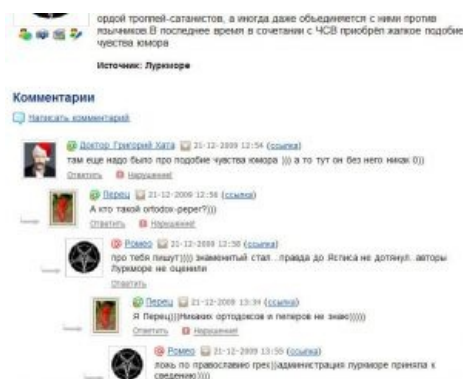 ордой троллей-сатанистов, а иногда даже объединяется с ними против
язычников.В последнее время в сочетании с ЧСВ приобрёл жалкое подобие
чувства юмора
Источник: Луркморе
Комментарии
Написать комментарий
@ Доктор Григорий Хата 21-12-2009 12:54 (ссылка)
там еще надо было про подобие чувства юмора ))) а то тут он без него никак 0))
Ответить Нарушение!
@ Перец 21-12-2009 12:56 (ссылка)
А кто такой ortodox-peper?)))
Ответить Нарушение!
@ Ромео 21-12-2009 12:58 (ссылка)
про тебя пишут)))) знаменитый стал...правда до Яслиса не дотянул..авторы
Луркморе не оценили
Ответить
@ Перец 21-12-2009 13:34 (ссылка)
Я Перец)))Никаких ортодоксов и пеперов не знаю)))))
Ответить Нарушение!
@ Ромео 21-12-2009 13:55 (ссылка)
ложь по православию грех))администрация луркморе приняла к
сведению))))